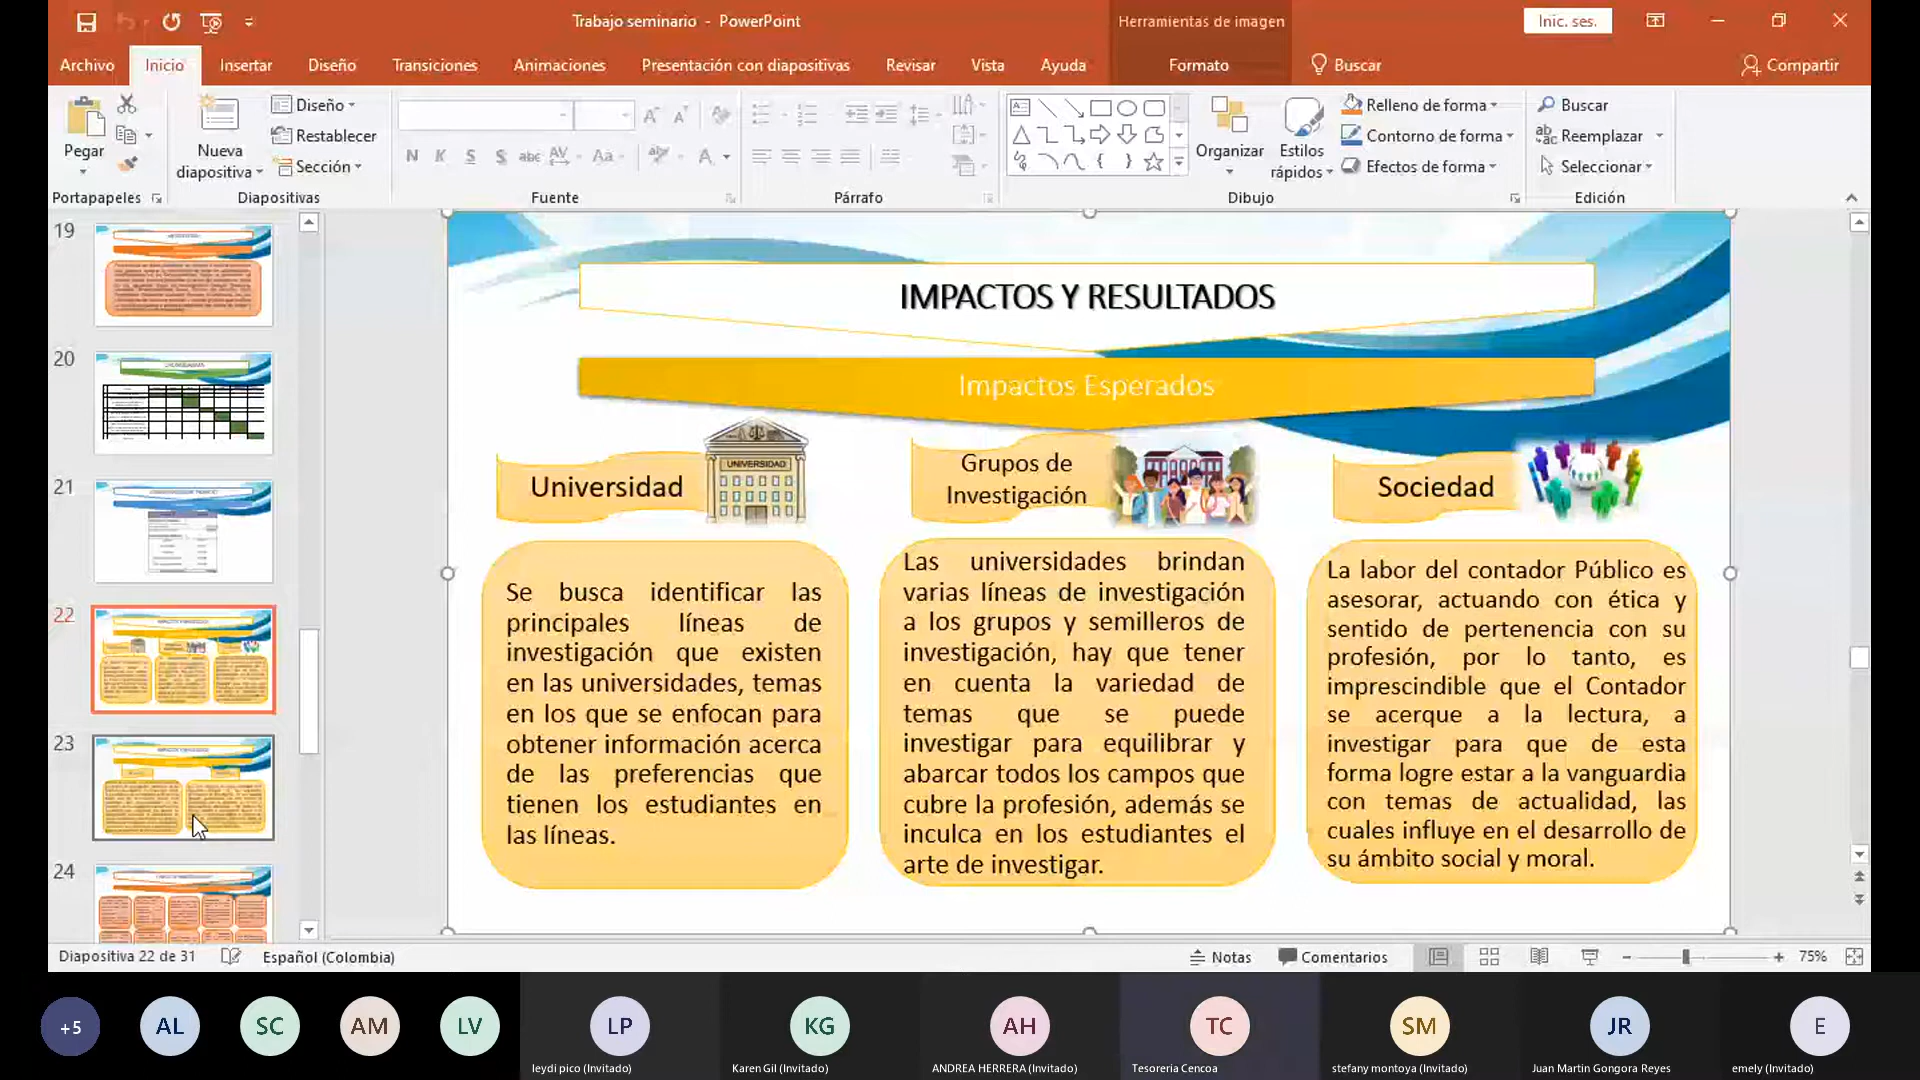 Trabajo seminario - PowerPoint
Herramientas de imagen
Inic. ses.
Archivo
Inicio
Insertar
Diseño
Transiciones
Animaciones
Presentación con diapositivas
Revisar
Vista
Ayuda
Formato
Buscar
Compartir
Pegar
Nueva
diapositiva
Diseño
Restablecer
Sección
N K S S abc AV Aa A
Organizar
Estilos
rápidos
Relleno de forma
Contorno de forma
Efectos de forma
Buscar
Reemplazar
Seleccionar
Portapapeles
Diapositivas
Fuente
Párrafo
Dibujo
Edición
19
20
21
22
23
24
IMPACTOS Y RESULTADOS
Impactos Esperados
Universidad
UNIVERSIDAD
Se busca identificar las
principales líneas de
investigación que existen
en las universidades, temas
en los que se enfocan para
obtener información acerca
de las preferencias que
tienen los estudiantes en
las líneas.
Grupos de
Investigación
Las universidades brindan
varias líneas de investigación
a los grupos y semilleros de
investigación, hay que tener
en cuenta la variedad de
temas que se puede
investigar para equilibrar y
abarcar todos los campos que
cubre la profesión, además se
inculca en los estudiantes el
arte de investigar.
Sociedad
La labor del contador Público es
asesorar, actuando con ética y
sentido de pertenencia con su
profesión, por lo tanto, es
imprescindible que el Contador
se acerque a la lectura, a
investigar para que de esta
forma logre estar a la vanguardia
con temas de actualidad, las
cuales influye en el desarrollo de
su ámbito social y moral.
Diapositiva 22 de 31
Español (Colombia)
Notas
Comentarios
75%
+5
AL
SC
AM
LV
LP
KG
AH
TC
SM
JR
E
leydi pico (Invitado)
Karen Gil (Invitado)
ANDREA HERRERA (Invitado)
Tesoreria Cencoa
stefany montoya (Invitado)
Juan Martin Gongora Reyes
emely (Invitado)